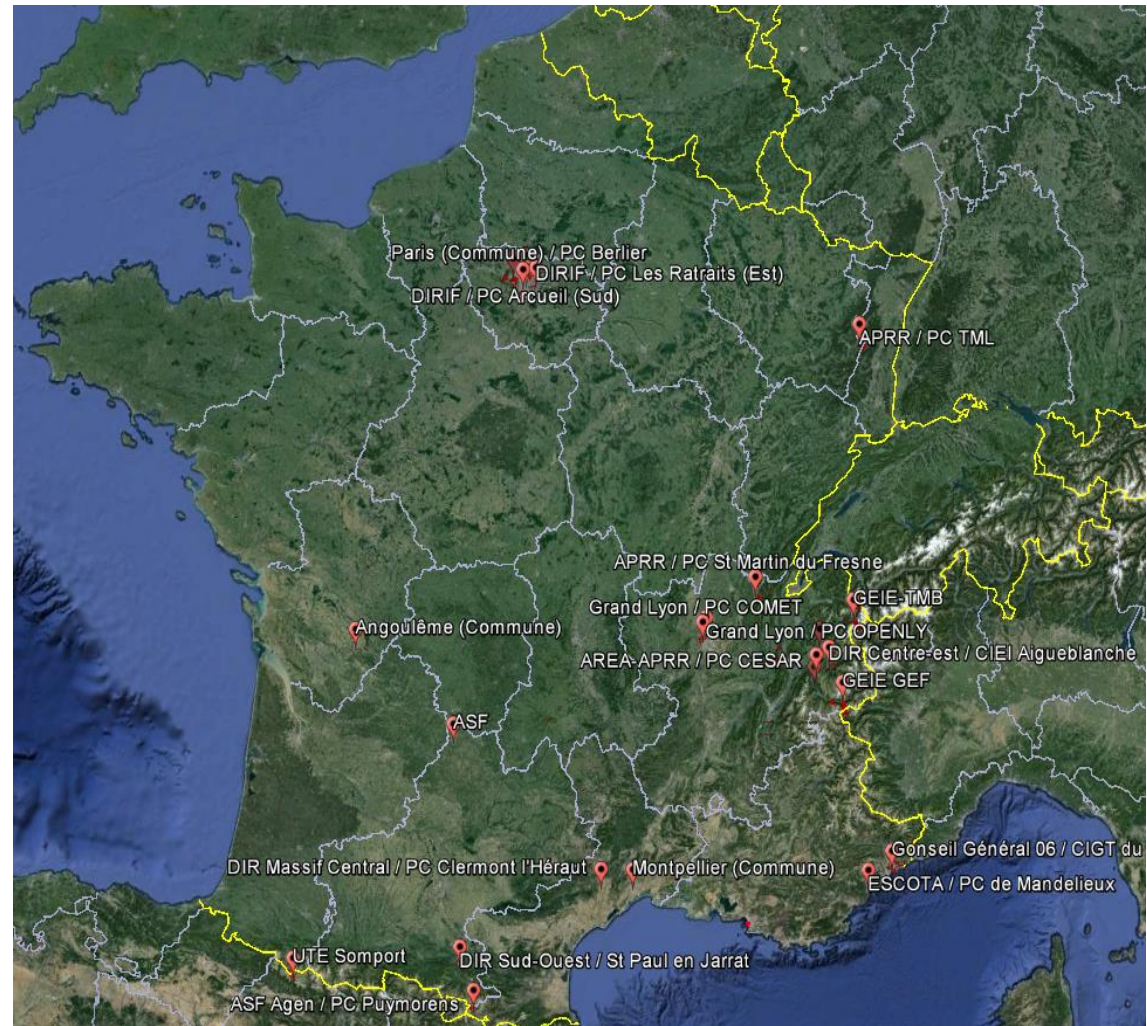 Paris (Commune) / PC Berlier
DIRIF / PC Les Ratraits (Est)
DIRIF / PC Arcueil (Sud)
APRR / PC TML
APRR / PC St Martin du Fresne
GEIE-TMB
Grand Lyon / PC COMET
Angoulême (Commune)
Grand Lyon / PC OPENLY
DIR Centre-est / CIEI Aigueblanche
AREA-APRR / PC CESAR
GEIE GEF
ASF
Conseil Général 06 / CIGT du
DIR Massif Central / PC Clermont l'Héraut
Montpellier (Commune)
ESCOTA / PC de Mandelieux
UTE Somport
DIR Sud-Ouest / St Paul en Jarrat
ASF Agen / PC Puymorens